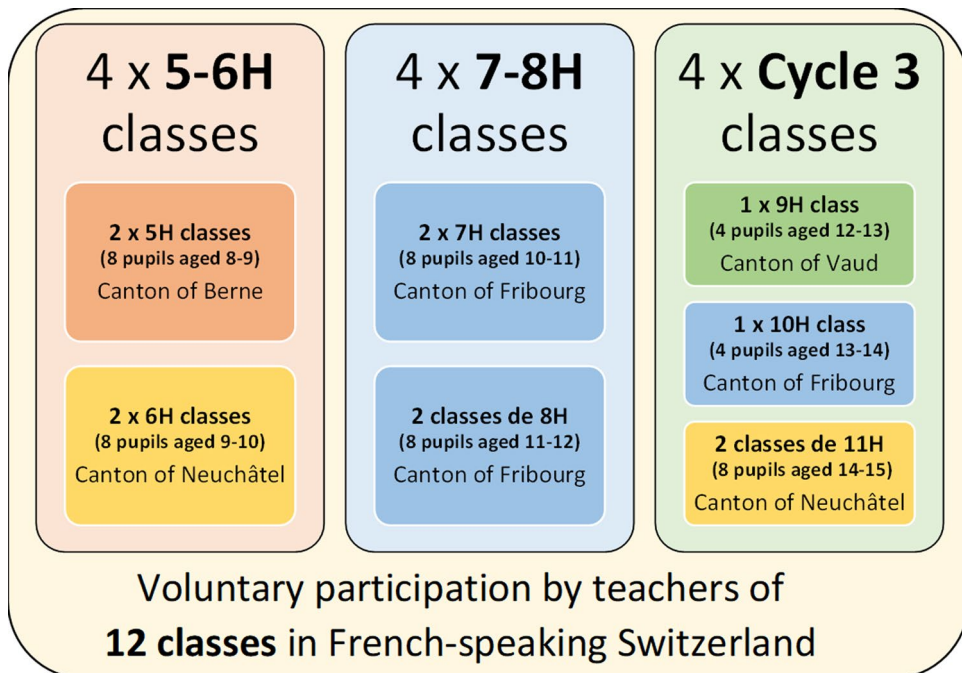 4 x 5-6H
classes
2 x 5H classes
(8 pupils aged 8-9)
Canton of Berne
2 x 6H classes
(8 pupils aged 9-10)
Canton of Neuchâtel
4 x 7-8H
classes
2 x 7H classes
(8 pupils aged 10-11)
Canton of Fribourg
2 classes de 8H
(8 pupils aged 11-12)
Canton of Fribourg
4 x Cycle 3
classes
1 x 9H class
(4 pupils aged 12-13)
Canton of Vaud
1 x 10H class
(4 pupils aged 13-14)
Canton of Fribourg
2 classes de 11H
(8 pupils aged 14-15)
Canton of Neuchâtel
Voluntary participation by teachers of
12 classes in French-speaking Switzerland